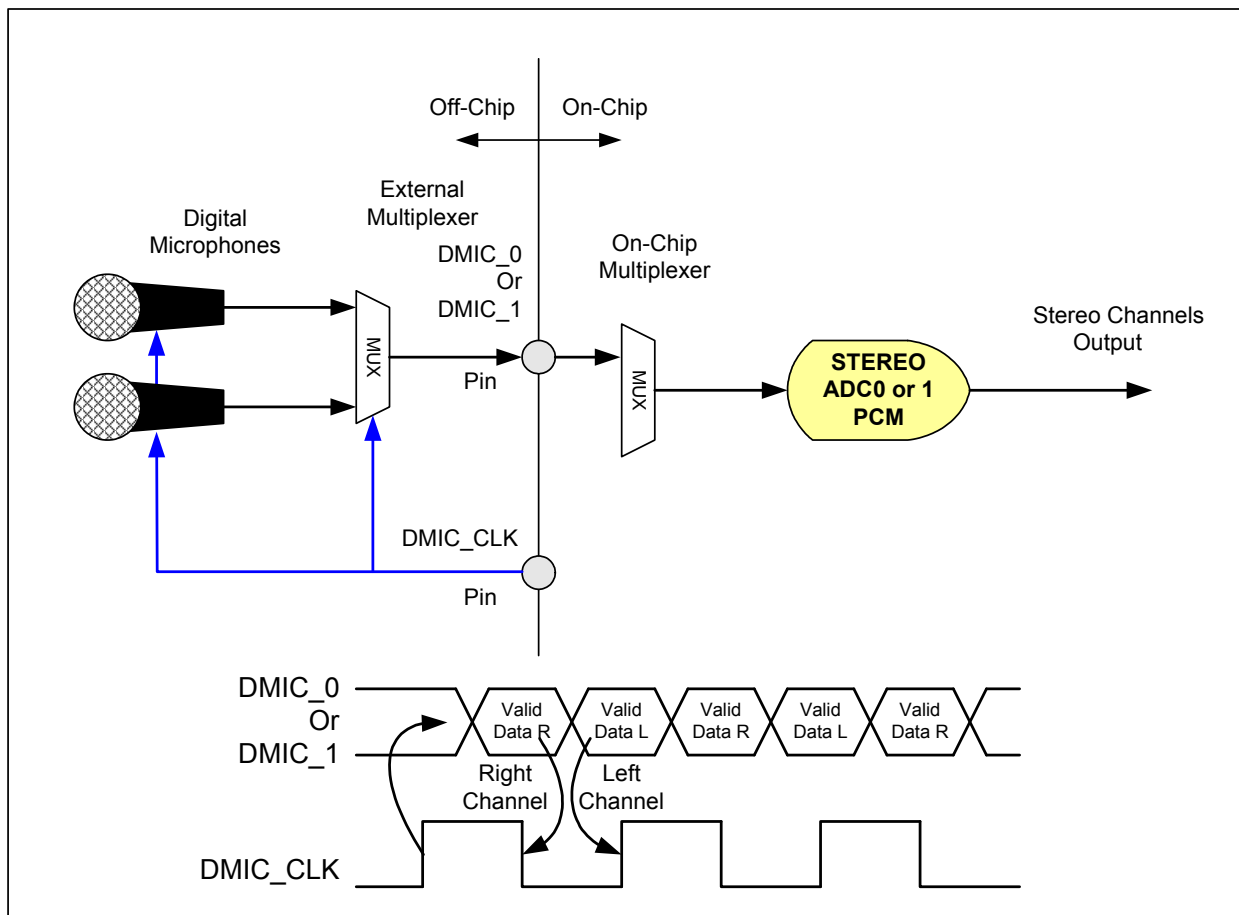 Off-Chip
On-Chip
External
Multiplexer
Digital
Microphones
DMIC_0
Or
DMIC_1
On-Chip
Multiplexer
Stereo Channels
Output
MUX
Pin
MUX
STEREO
ADC0 or 1
PCM
DMIC_CLK
Pin
DMIC_0
Or
DMIC_1
Valid
Data R
Valid
Data L
Valid
Data R
Valid
Data L
Valid
Data R
Right
Channel
Left
Channel
DMIC_CLK